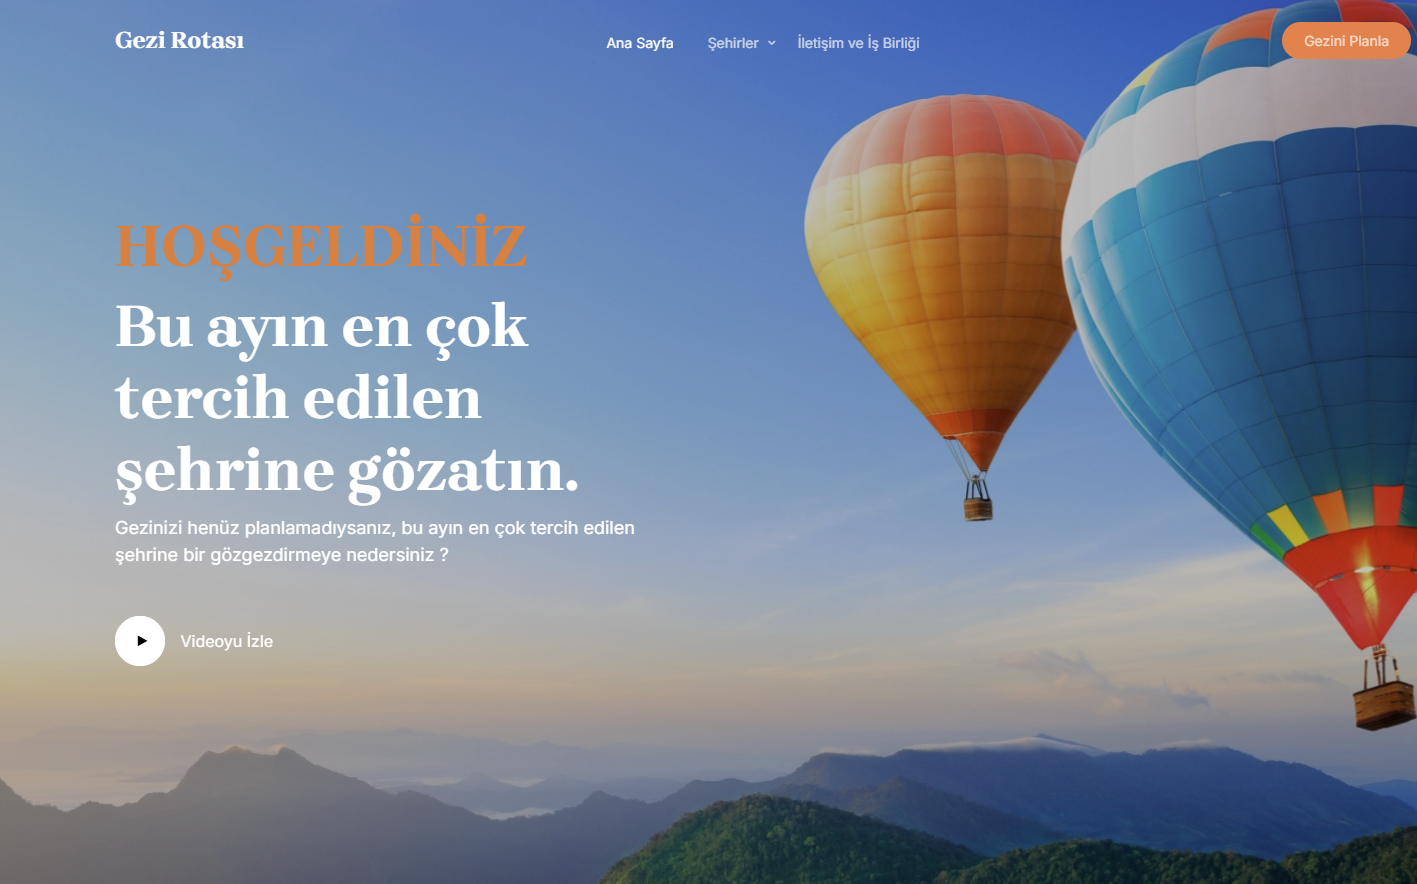 Gezi Rotası
Ana Sayfa
Şehirler
İletişim ve İş Birliği
Gezini Planla
HOŞGELDİNİZ
Bu ayın en çok
tercih edilen
şehrine gözatın.
Gezinizi henüz planlamadıysanız, bu ayın en çok tercih edilen
şehrine bir gözgezdirmeye nedersiniz ?
Videoyu İzle